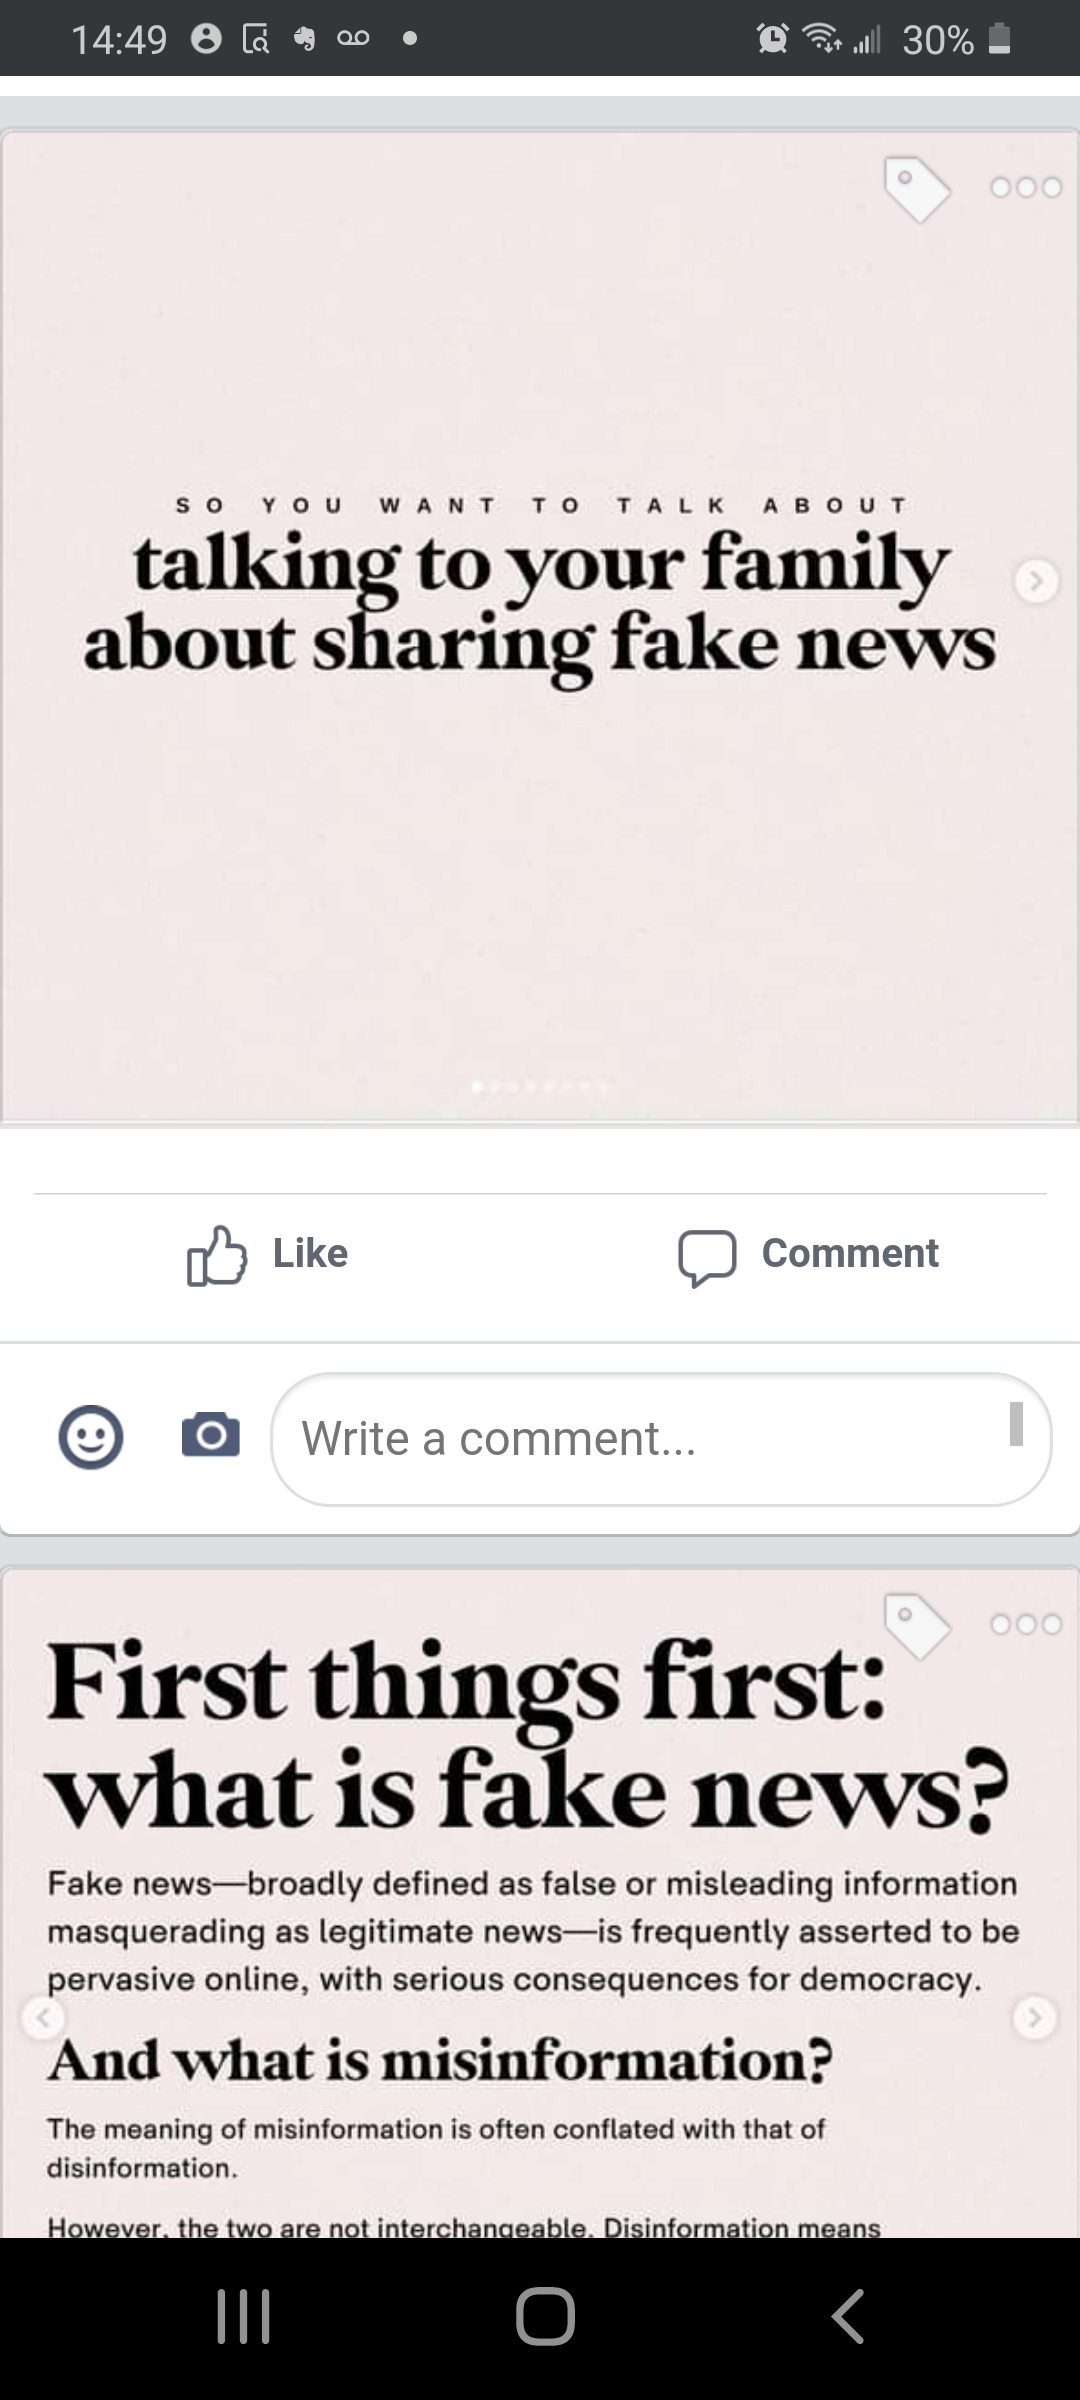 14:49
30%
SO YOU WANT TO TALK ABOUT
talking to your family
about sharing fake news
Like
Comment
Write a comment...
First things first:
what is fake news?
Fake news—broadly defined as false or misleading information
masquerading as legitimate news—is frequently asserted to be
pervasive online, with serious consequences for democracy.
And what is misinformation?
The meaning of misinformation is often conflated with that of
disinformation.
However, the two are not interchangeable. Disinformation means